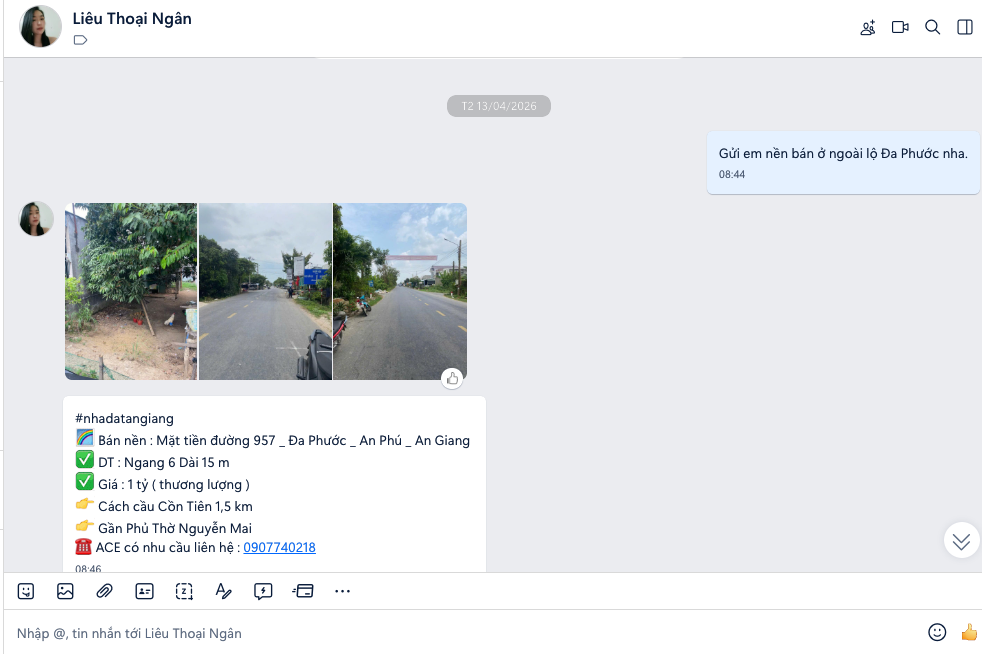 Liêu Thoại Ngân
T2 13/04/2026
Gửi em nền bán ở ngoài lộ Đa Phước nha.
08:44
#nhadatangiang
Bán nền : Mặt tiền đường 957 _ Đa Phước _ An Phú _ An Giang
DT : Ngang 6 Dài 15 m
Giá : 1 tỷ ( thương lượng )
Cách cầu Cồn Tiên 1,5 km
Gần Phủ Thờ Nguyễn Mai
ACE có nhu cầu liên hệ : 0907740218
08:46
Nhập @, tin nhắn tới Liêu Thoại Ngân